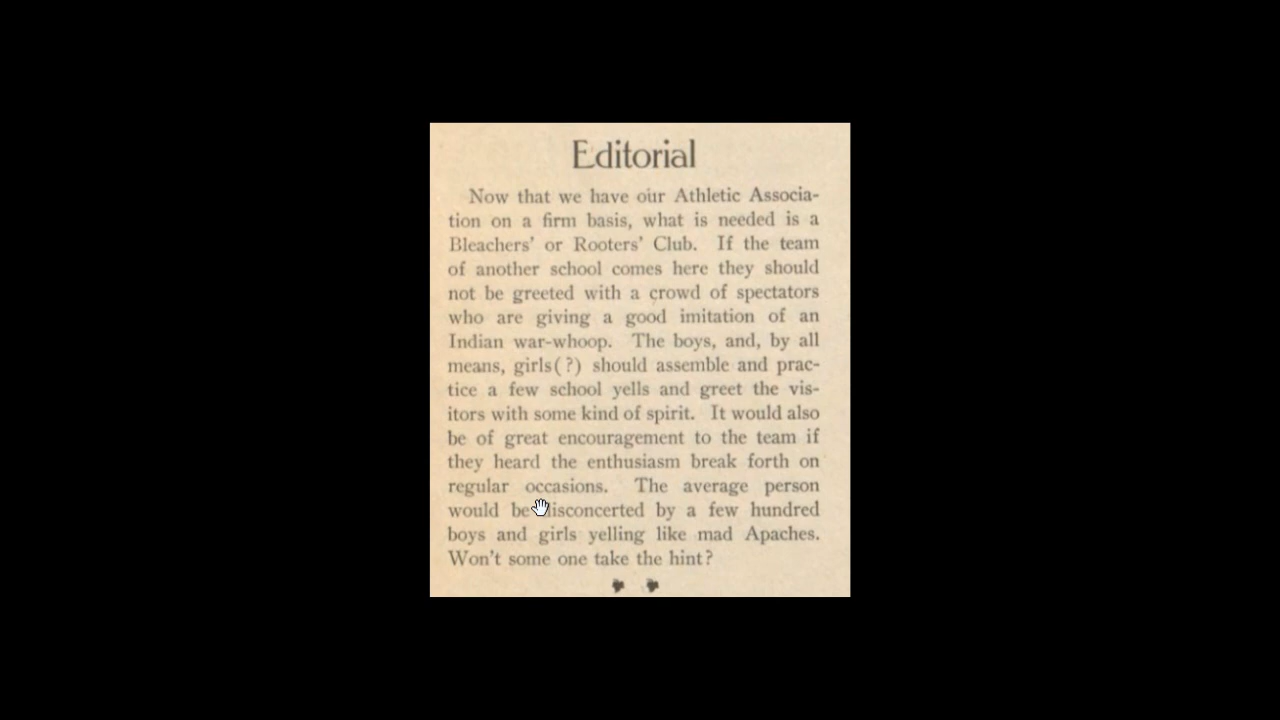 Editorial
Now that we have our Athletic Associa-
tion on a firm basis, what is needed is a
Bleachers' or Rooters' Club. If the team
of another school comes here they should
not be greeted with a crowd of spectators
who are giving a good imitation of an
Indian war-whoop. The boys, and, by all
means, girls(?) should assemble and prac-
tice a few school yells and greet the vis-
itors with some kind of spirit. It would also
be of great encouragement to the team if
they heard the enthusiasm break forth on
regular occasions. The average person
would be disconcerted by a few hundred
boys and girls yelling like mad Apaches.
Won't some one take the hint?